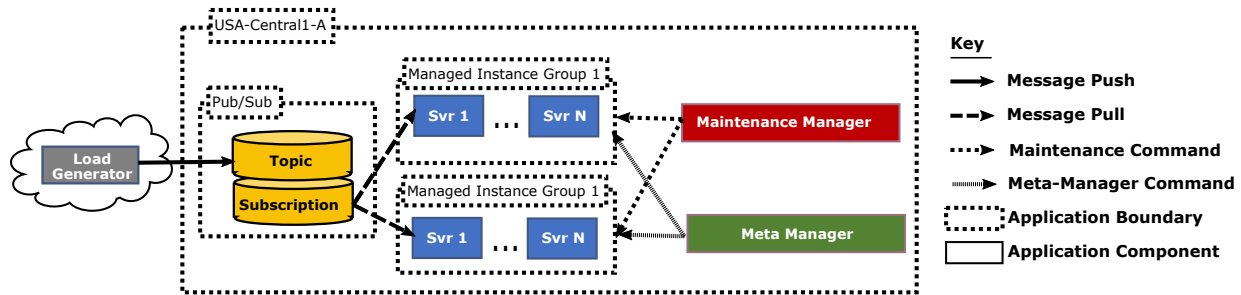 USA-Central1-A
Pub/Sub
Load
Generator
Topic
Subscription
Managed Instance Group 1
Svr 1
...
Svr N
Managed Instance Group 1
Svr 1
...
Svr N
Maintenance Manager
Meta Manager
Key
Message Push
Message Pull
Maintenance Command
Meta-Manager Command
Application Boundary
Application Component